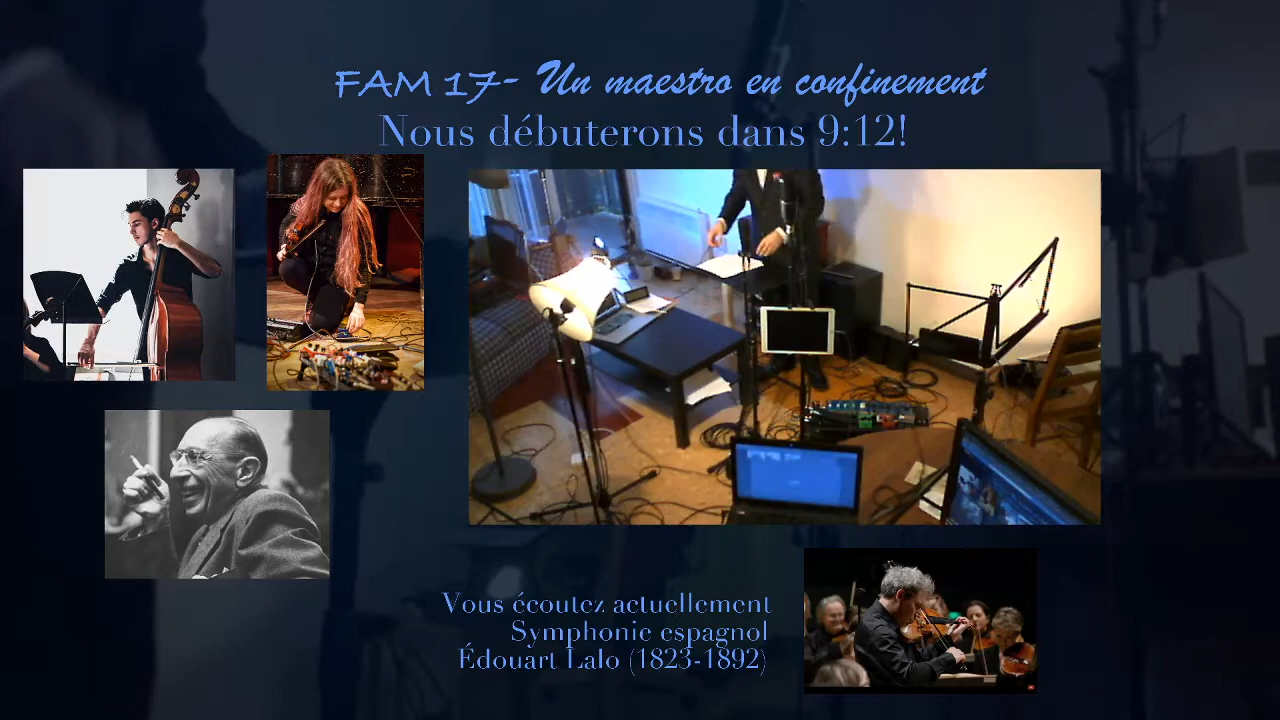 FAM 17- Un maestro en confinement
Nous débuterons dans 9:12!
Vous écoutez actuellement
Symphonie espagnol
Édouart Lalo (1823-1892)